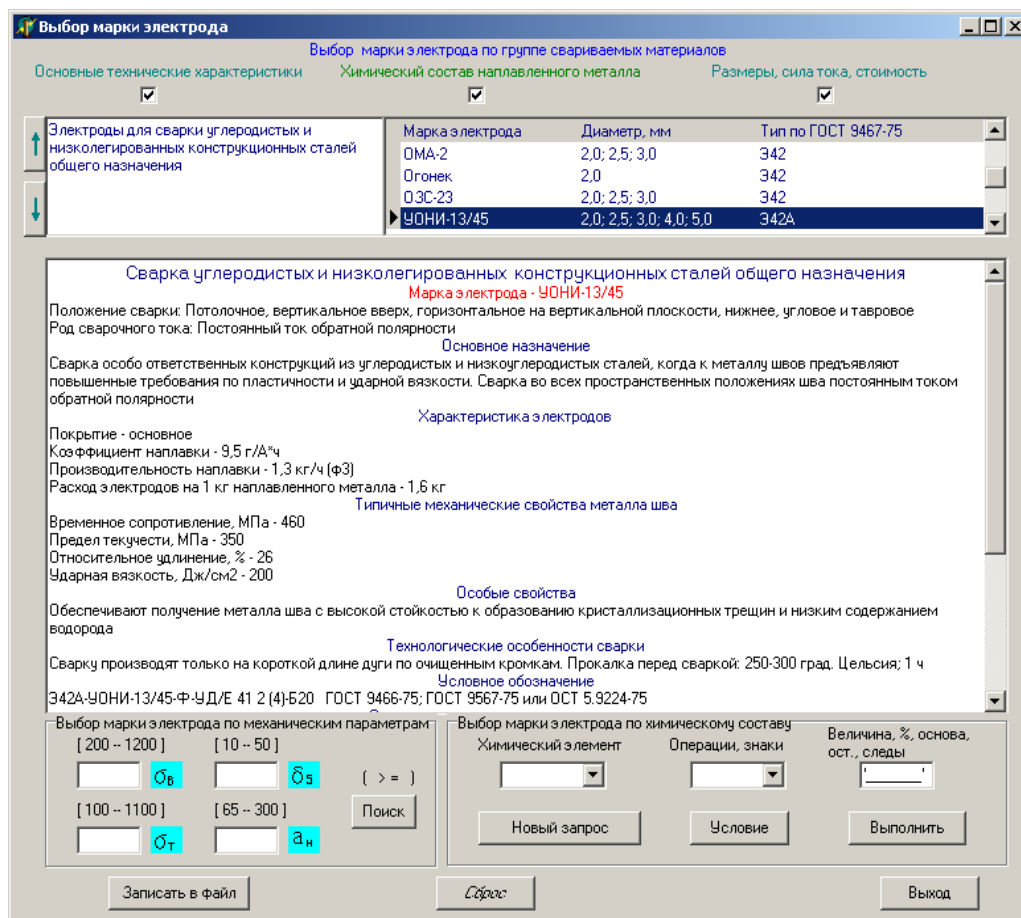 Выбор марки электрода
Выбор марки электрода по группе свариваемых материалов
Основные технические характеристики Химический состав наплавленного металла Размеры, сила тока, стоимость
Электроды для сварки углеродистых и
низколегированных конструкционных сталей
общего назначения
Марка электрода Диаметр, мм Тип по ГОСТ 9467-75
ОМА-2 2,0; 2,5; 3,0 Э42
Огонек 2,0 Э42
ОЗС-23 2,0; 2,5; 3,0 Э42
УОНИ-13/45 2,0; 2,5; 3,0; 4,0; 5,0 Э42А
Сварка углеродистых и низколегированных конструкционных сталей общего назначения
Марка электрода - УОНИ-13/45
Положение сварки: Потолочное, вертикальное вверх, горизонтальное на вертикальной плоскости, нижнее, угловое и тавровое
Род сварочного тока: Постоянный ток обратной полярности
Основное назначение
Сварка особо ответственных конструкций из углеродистых и низкоуглеродистых сталей, когда к металлу швов предъявляют
повышенные требования по пластичности и ударной вязкости. Сварка во всех пространственных положениях шва постоянным током
обратной полярности
Характеристика электродов
Покрытие - основное
Коэффициент наплавки - 9,5 г/А*ч
Производительность наплавки - 1,3 кг/ч (ф3)
Расход электродов на 1 кг наплавленного металла - 1,6 кг
Типичные механические свойства металла шва
Временное сопротивление, МПа - 460
Предел текучести, МПа - 350
Относительное удлинение, % - 26
Ударная вязкость, Дж/см2 - 200
Особые свойства
Обеспечивают получение металла шва с высокой стойкостью к образованию кристаллизационных трещин и низким содержанием
водорода
Технологические особенности сварки
Сварку производят только на короткой длине дуги по очищенным кромкам. Прокалка перед сваркой: 250-300 град. Цельсия; 1 ч
Условное обозначение
Э42А-УОНИ-13/45-Ф-УД/Е 41 2 (4)-Б20 ГОСТ 9466-75; ГОСТ 9567-75 или ОСТ 5.9224-75
Выбор марки электрода по механическим параметрам
[ 200 -- 1200 ] [ 10 -- 50 ]
σв δ5 ( > = )
[ 100 -- 1100 ] [ 65 -- 300 ] Поиск
σт aн
Выбор марки электрода по химическому составу
Химический элемент Операции, знаки Величина, %, основа,
ост., следы
'______'
Новый запрос Условие Выполнить
Записать в файл Сброс Выход